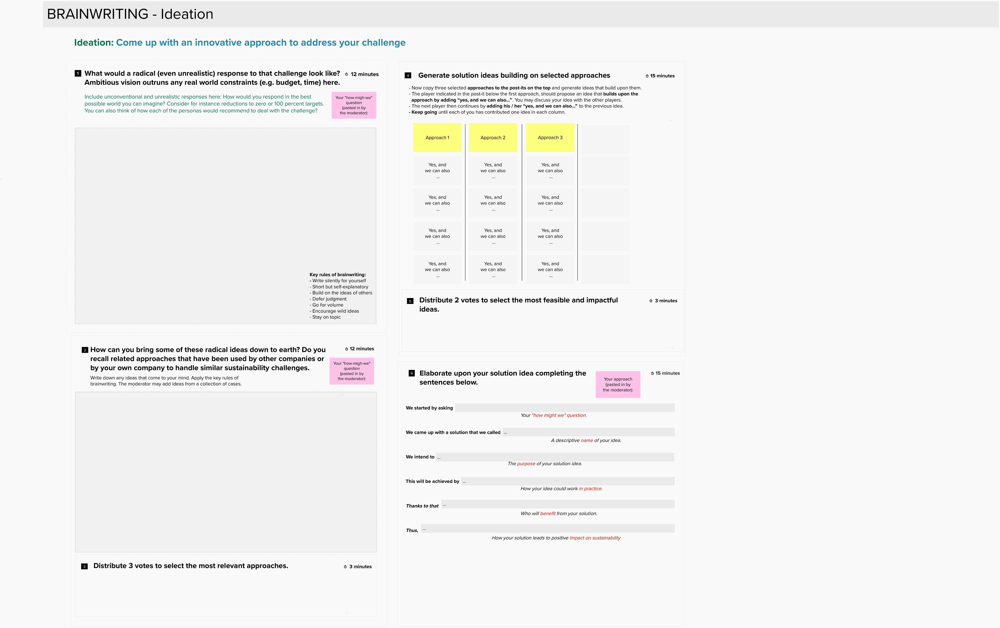 BRAINWRITING - Ideation
Ideation: Come up with an innovative approach to address your challenge
1
What would a radical (even unrealistic) response to that challenge look like?
Ambitious vision outruns any real world constraints (e.g. budget, time) here.
12 minutes
Include unconventional and unrealistic responses here: How would you respond in the best
possible world you can imagine? Consider for instance reductions to zero or 100 percent targets.
You can also think of how each of the personas would recommend to deal with the challenge?
Your "how-migh-we"
question
(pasted in by
the moderator):
Key rules of brainwriting:
- Write silently for yourself
- Short but self-explanatory
- Build on the ideas of others
- Defer judgment
- Go for volume
- Encourage wild ideas
- Stay on topic
2
How can you bring some of these radical ideas down to earth? Do you
recall related approaches that have been used by other companies or
by your own company to handle similar sustainability challenges.
12 minutes
Write down any ideas that come to your mind. Apply the key rules of
brainwriting. The moderator may add ideas from a collection of cases.
Your "how-migh-we"
question
(pasted in by
the moderator):
3
Distribute 3 votes to select the most relevant approaches.
3 minutes
4
Generate solution ideas building on selected approaches
15 minutes
- Now copy three selected approaches to the post-its on the top and generate ideas that build upon them.
- The player indicated in the post-it below the first approach, should propose an idea that builds upon the
approach by adding “yes, and we can also...”. You may discuss your idea with the other players.
- The next player then continues by adding his / her “yes, and we can also...” to the previous idea.
- Keep going until each of you has contributed one idea in each column.
Approach 1
Approach 2
Approach 3
Yes, and
we can also
...
Yes, and
we can also
...
Yes, and
we can also
...
Yes, and
we can also
...
Yes, and
we can also
...
Yes, and
we can also
...
Yes, and
we can also
...
Yes, and
we can also
...
Yes, and
we can also
...
Yes, and
we can also
...
Yes, and
we can also
...
Yes, and
we can also
...
5
Distribute 2 votes to select the most feasible and impactful
ideas.
3 minutes
6
Elaborate upon your solution idea completing the
sentences below.
Your approach
(pasted in by
the moderator):
15 minutes
We started by asking
Your "how might we" question.
We came up with a solution that we called ...
A descriptive name of your idea.
We intend to ...
The purpose of your solution idea.
This will be achieved by ...
How your idea could work in practice.
Thanks to that ...
Who will benefit from your solution.
Thus, ...
How your solution leads to positive impact on sustainability